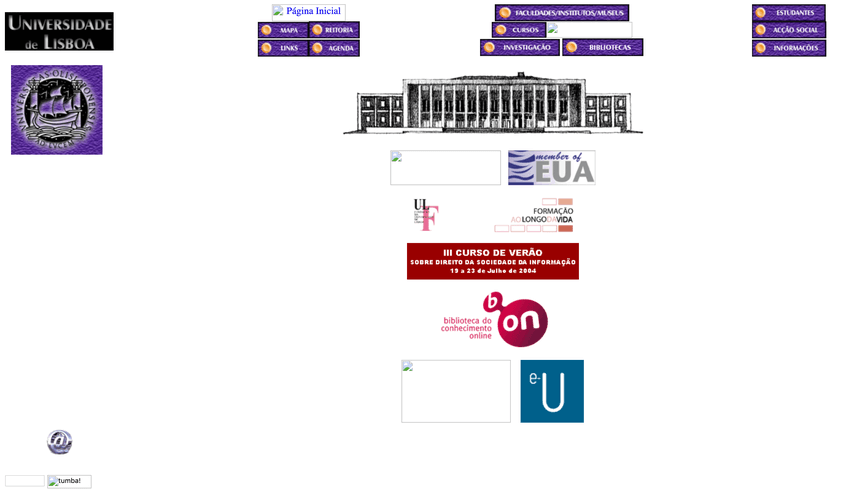 UNIVERSIDADE
de LISBOA
Página Inicial
FACULDADES/INSTITUTOS/MUSEUS
ESTUDANTES
MAPA
REITORIA
CURSOS
ACÇÃO SOCIAL
LINKS
AGENDA
INVESTIGAÇÃO
BIBLIOTECAS
INFORMAÇÕES
member of
EUA
ULF
FORMAÇÃO
AO LONGO DA VIDA
III CURSO DE VERÃO
SOBRE DIREITO DA SOCIEDADE DA INFORMAÇÃO
19 a 23 de Julho de 2004
b on
biblioteca do
conhecimento
online
e-U
@
tumba!